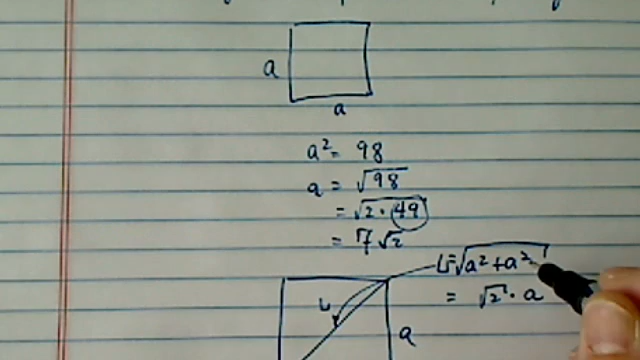 a
a
a² = 98
a = √98
= √2 · 49
= 7√2
L = √a² + a²
= √2 · a
L
a